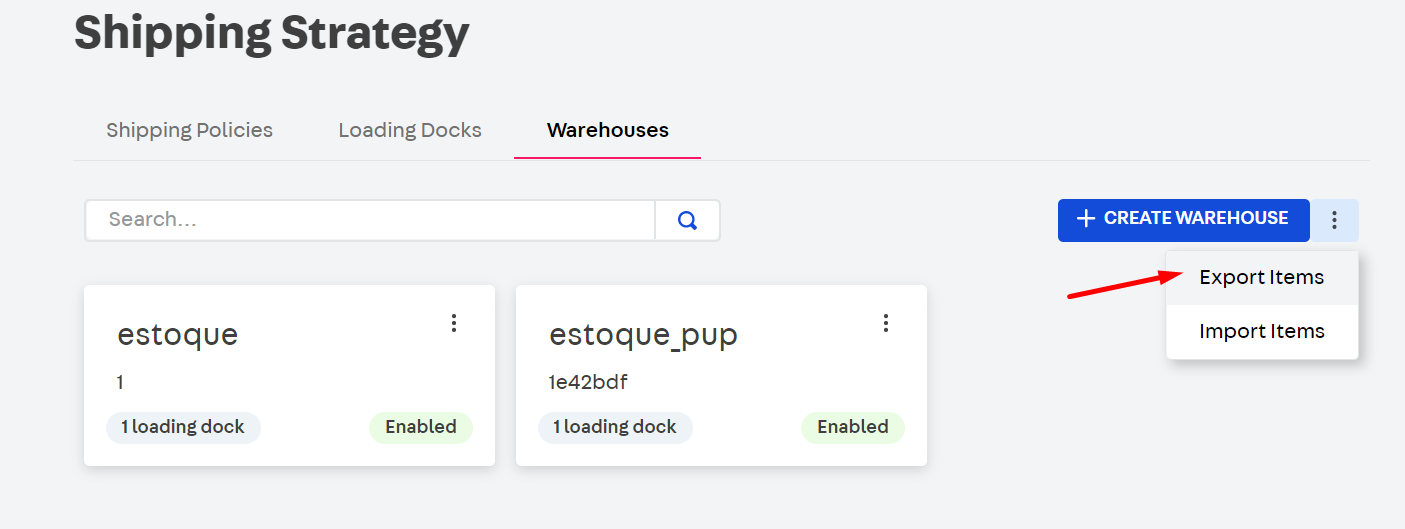 Shipping Strategy
Shipping Policies
Loading Docks
Warehouses
Search...
CREATE WAREHOUSE
Export Items
Import Items
estoque
1
1 loading dock
Enabled
estoque_pup
1e42bdf
1 loading dock
Enabled